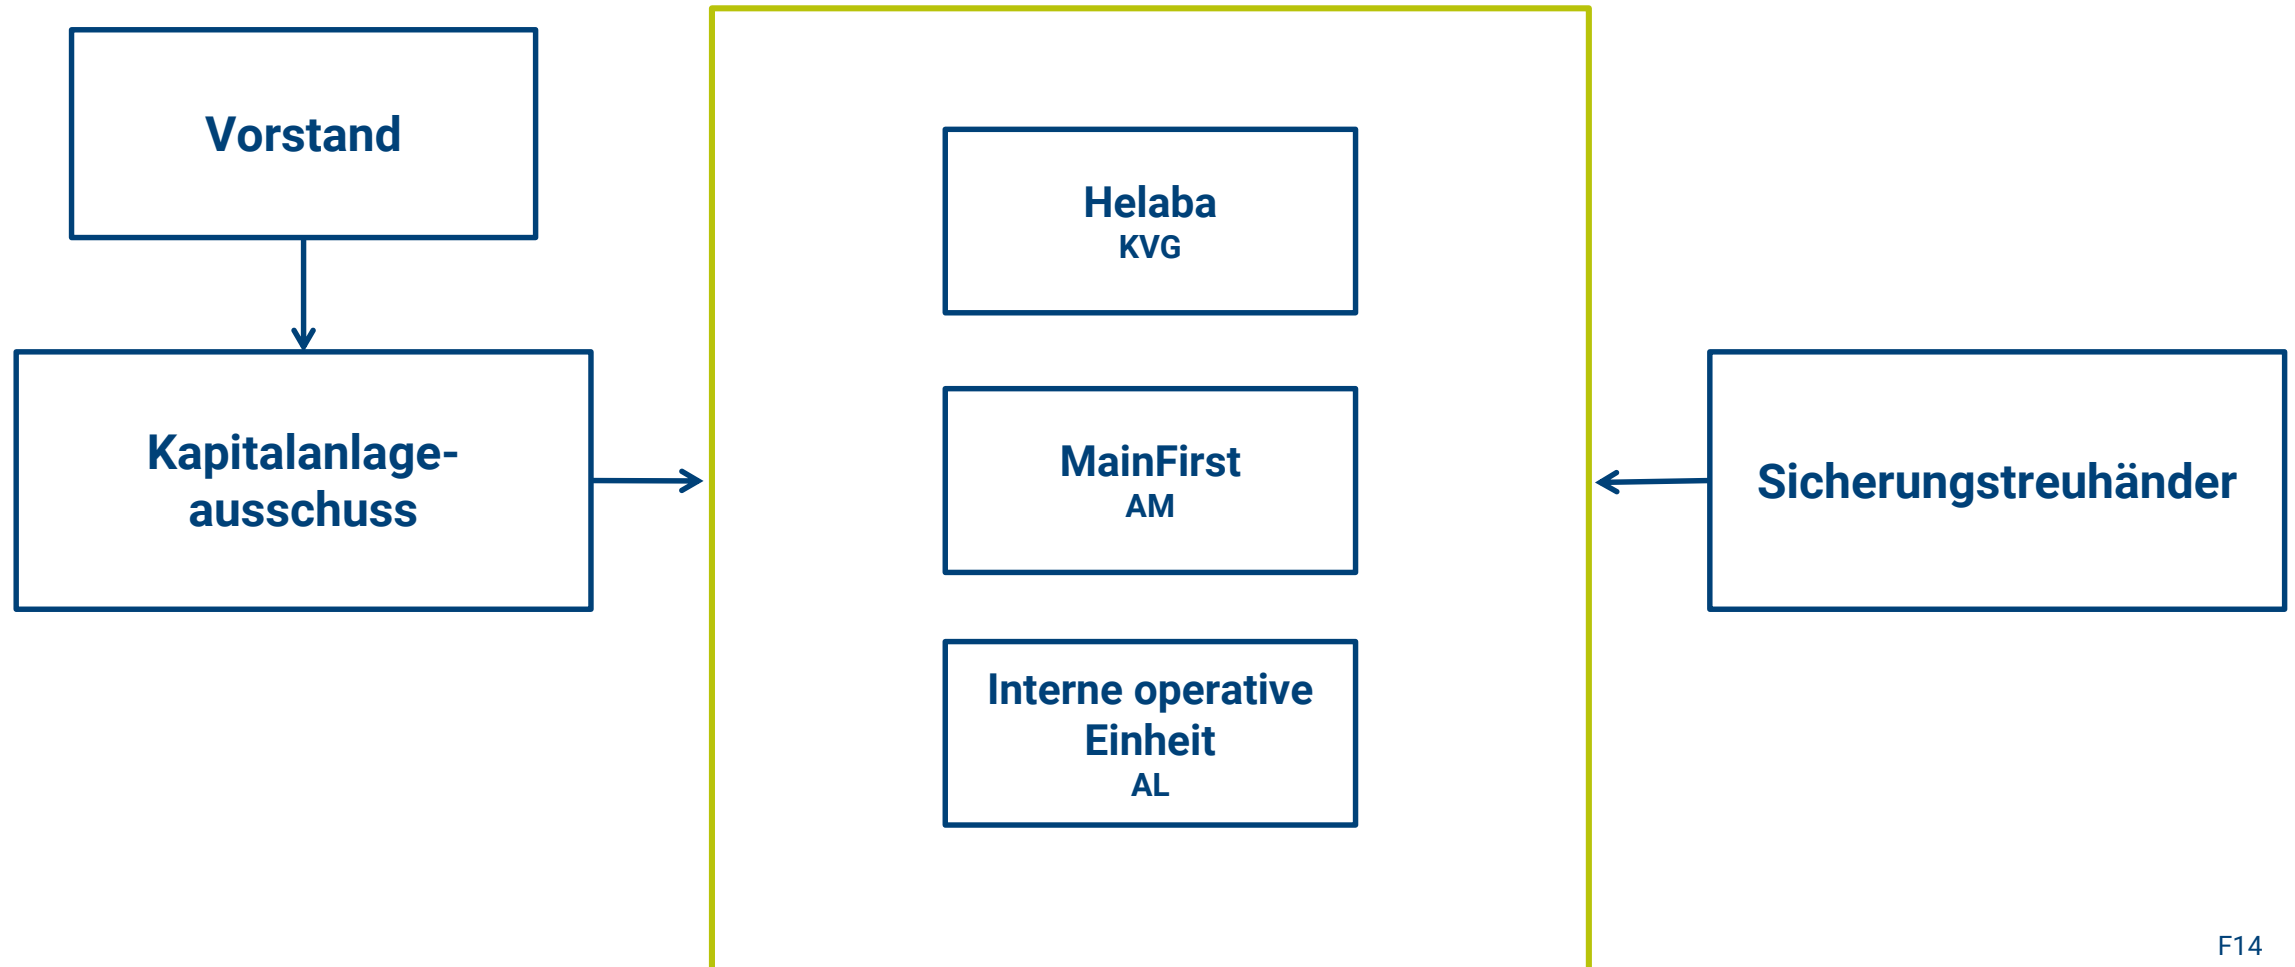 Vorstand
Kapitalanlage-
ausschuss
Helaba
KVG
MainFirst
AM
Interne operative
Einheit
AL
Sicherungstreuhänder
F14